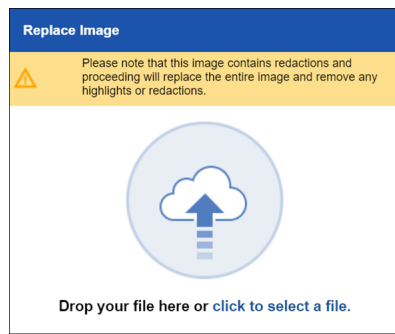 Replace Image
Please note that this image contains redactions and
proceeding will replace the entire image and remove any
highlights or redactions.
Drop your file here or click to select a file.